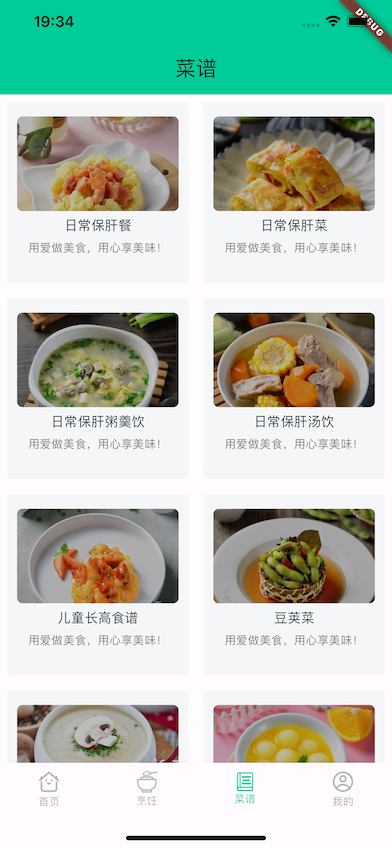 19:34
DEBUG
菜谱
日常保肝餐
用爱做美食，用心享美味！
日常保肝菜
用爱做美食，用心享美味！
日常保肝粥羹饮
用爱做美食，用心享美味！
日常保肝汤饮
用爱做美食，用心享美味！
儿童长高食谱
用爱做美食，用心享美味！
豆荚菜
用爱做美食，用心享美味！
首页
烹饪
菜谱
我的